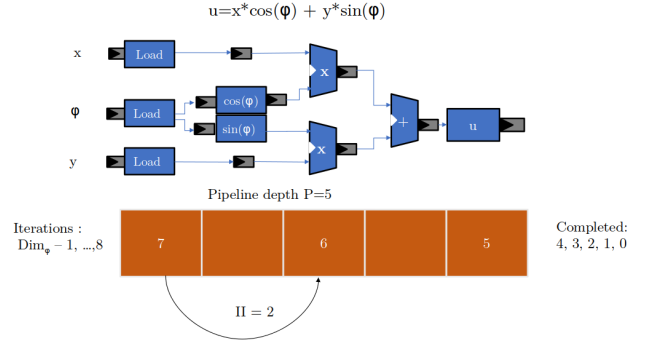 u=x*cos(φ) + y*sin(φ)
x
Load
x
φ
Load
cos(φ)
sin(φ)
+
u
y
Load
x
Pipeline depth P=5
Iterations :
Dimφ – 1, ...,8
7
6
5
Completed:
4, 3, 2, 1, 0
II = 2